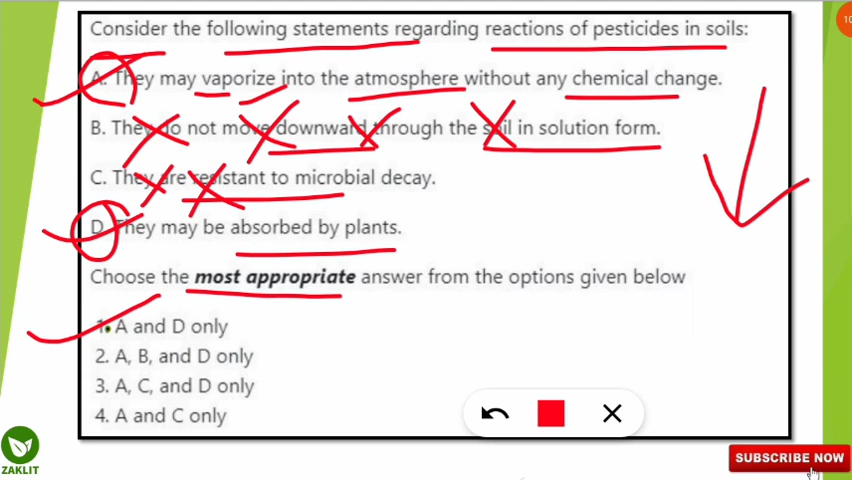 10
Consider the following statements regarding reactions of pesticides in soils:
A. They may vaporize into the atmosphere without any chemical change.
B. They do not move downward through the soil in solution form.
C. They are resistant to microbial decay.
D. They may be absorbed by plants.
Choose the most appropriate answer from the options given below
1. A and D only
2. A, B, and D only
3. A, C, and D only
4. A and C only
ZAKLIT
SUBSCRIBE NOW